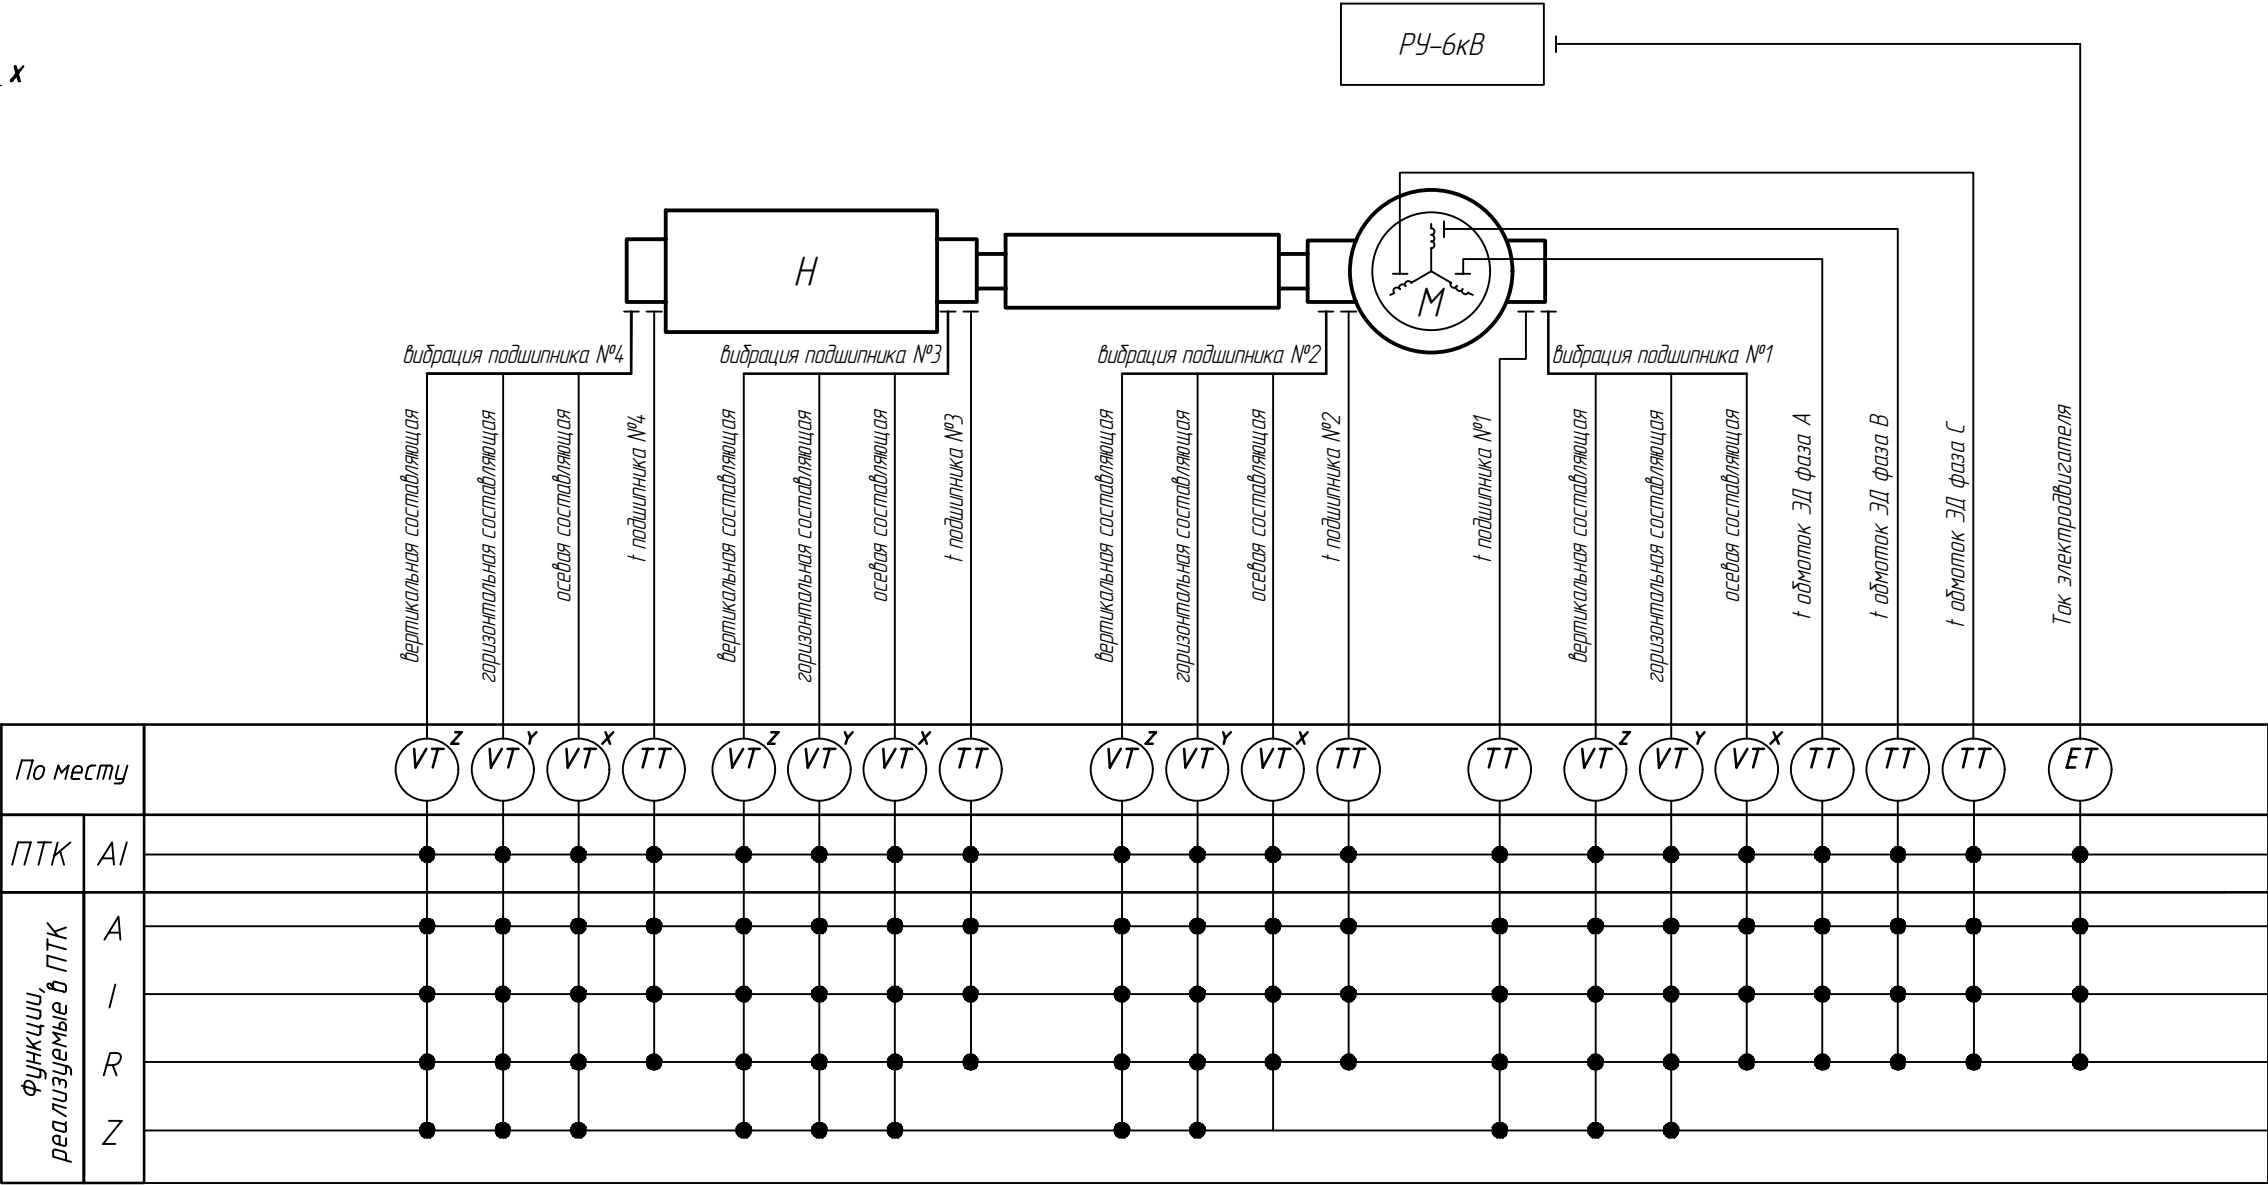 РУ-6кВ
X
Н
М
вибрация подшипника №4
вибрация подшипника №3
вибрация подшипника №2
вибрация подшипника №1
вертикальная составляющая
горизонтальная составляющая
осевая составляющая
t подшипника №4
вертикальная составляющая
горизонтальная составляющая
осевая составляющая
t подшипника №3
вертикальная составляющая
горизонтальная составляющая
осевая составляющая
t подшипника №2
t подшипника №1
вертикальная составляющая
горизонтальная составляющая
осевая составляющая
t обмоток ЭД фаза А
t обмоток ЭД фаза В
t обмоток ЭД фаза С
Ток электродвигателя
По месту
VT Z VT Y VT X TT VT Z VT Y VT X TT VT Z VT Y VT X TT TT VT Z VT Y VT X TT TT TT ET
ПТК AI
Функции,
реализуемые в ПТК
A
I
R
Z